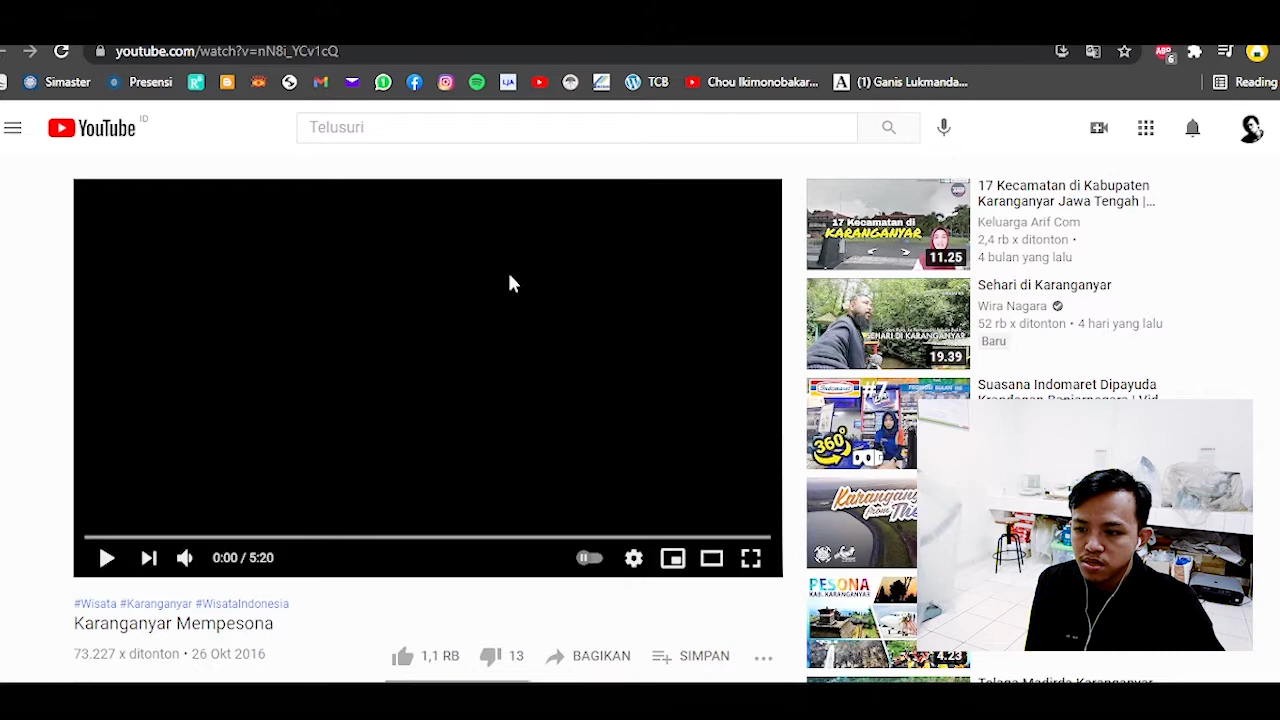 youtube.com/watch?v=nN8i_YCv1cQ
Simaster
Presensi
TCB
Chou Ikimonobakar...
(1) Ganis Lukmanda...
Reading
YouTube ID
Telusuri
17 Kecamatan di
KARANGANYAR
11.25
17 Kecamatan di Kabupaten
Karanganyar Jawa Tengah |...
Keluarga Arif Com
2,4 rb x ditonton •
4 bulan yang lalu
SEHARI DI KARANGANYAR
19.39
Sehari di Karanganyar
Wira Nagara
52 rb x ditonton • 4 hari yang lalu
Baru
Indomaret
#7
360°
Suasana Indomaret Dipayuda
PESONA
KAB. KARANGANYAR
4.23
0:00 / 5:20
#Wisata #Karanganyar #WisataIndonesia
Karanganyar Mempesona
73.227 x ditonton • 26 Okt 2016
1,1 RB
13
BAGIKAN
SIMPAN